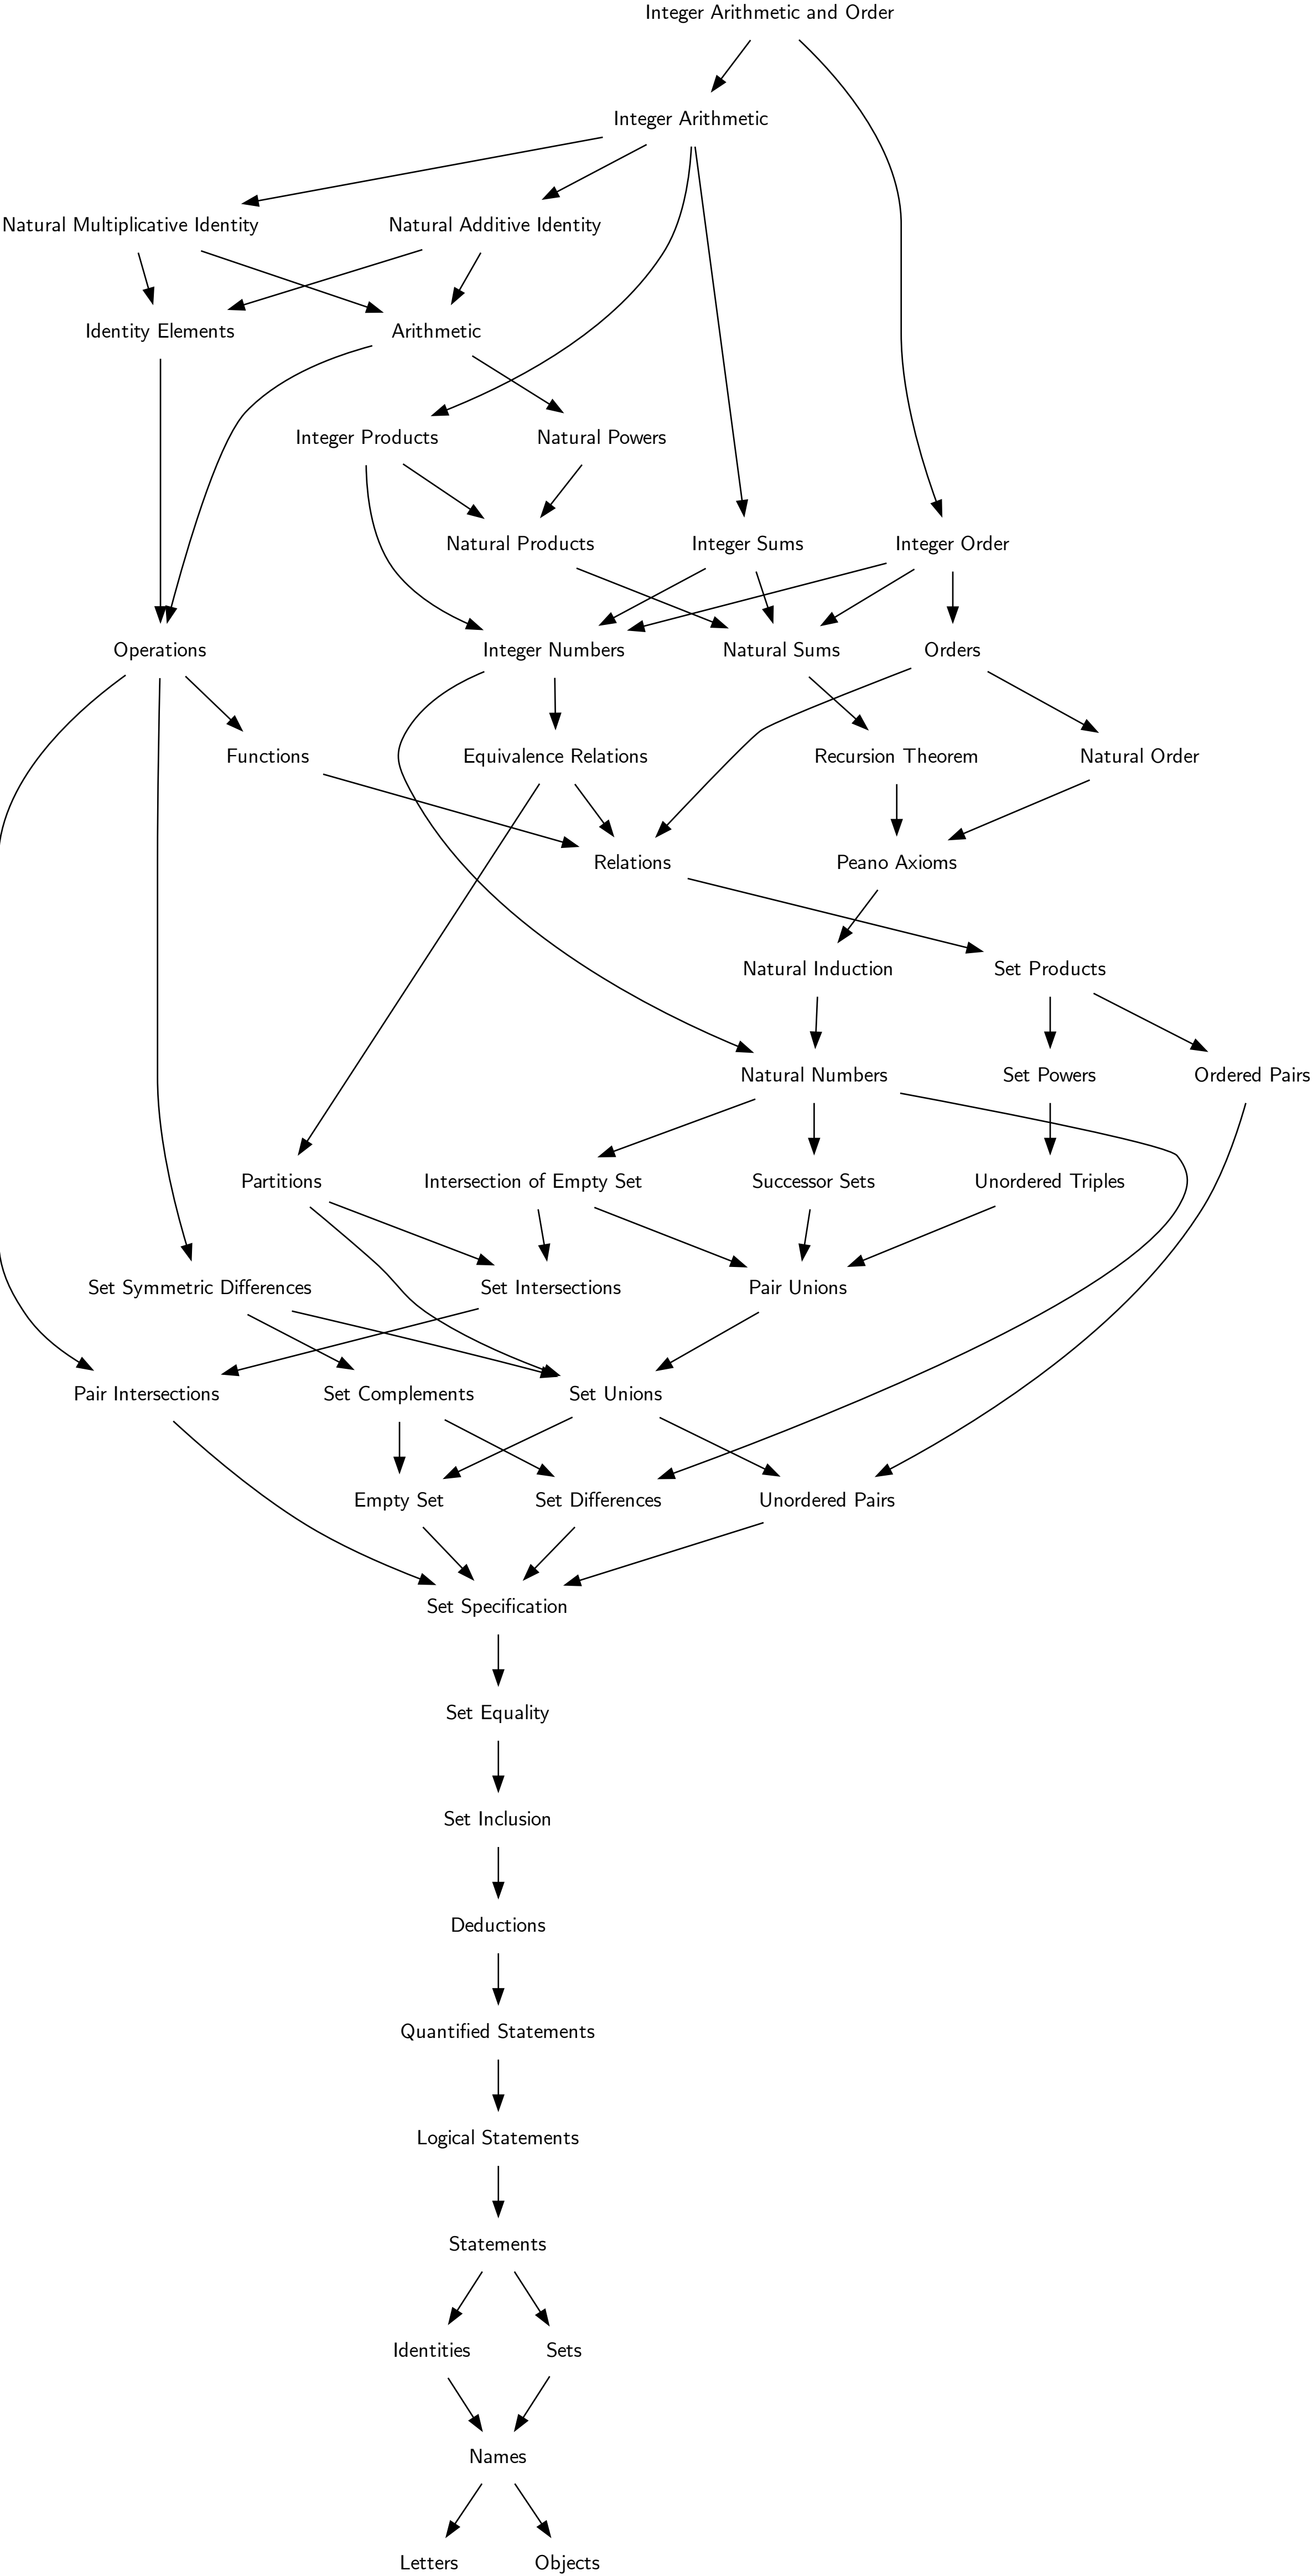 Integer Arithmetic and Order
Integer Arithmetic
Natural Multiplicative Identity
Natural Additive Identity
Identity Elements
Arithmetic
Integer Products
Natural Powers
Natural Products
Integer Sums
Integer Order
Operations
Integer Numbers
Natural Sums
Orders
Functions
Equivalence Relations
Recursion Theorem
Natural Order
Relations
Peano Axioms
Natural Induction
Set Products
Natural Numbers
Set Powers
Ordered Pairs
Partitions
Intersection of Empty Set
Successor Sets
Unordered Triples
Set Symmetric Differences
Set Intersections
Pair Unions
Pair Intersections
Set Complements
Set Unions
Empty Set
Set Differences
Unordered Pairs
Set Specification
Set Equality
Set Inclusion
Deductions
Quantified Statements
Logical Statements
Statements
Identities
Sets
Names
Letters
Objects